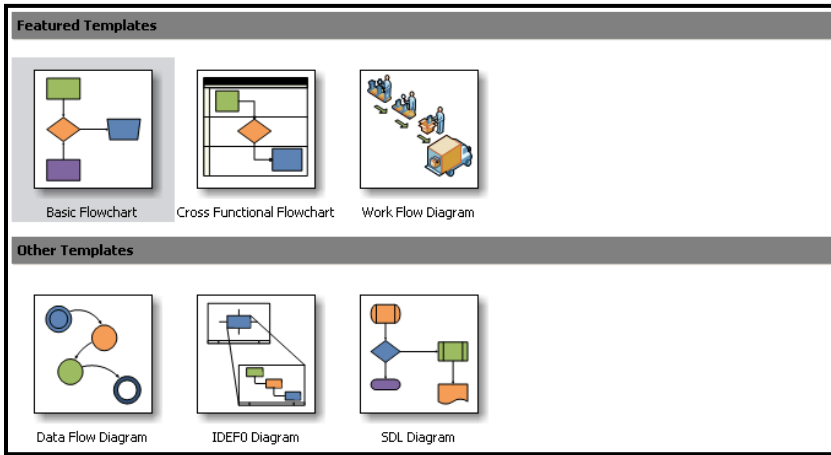 Featured Templates
Basic Flowchart
Cross Functional Flowchart
Work Flow Diagram
Other Templates
Data Flow Diagram
IDEF0 Diagram
SDL Diagram